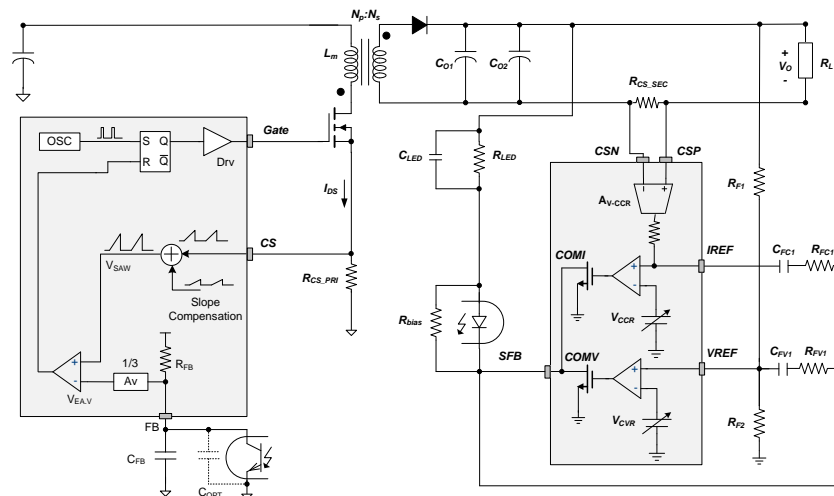 Np:Ns
Lm
CO1
CO2
+
VO
-
RL
RCS_SEC
CSN
CSP
OSC
S Q
R Q
Drv
Gate
CLED
RLED
AV-CCR
RF1
IDS
CS
VSAW
Slope
Compensation
RCS_PRI
COMI
IREF
CFC1
RFC1
VCCR
Rbias
SFB
COMV
VREF
CFV1
RFV1
RFB
1/3
Av
VEA.V
VCVR
RF2
FB
CFB
COPT